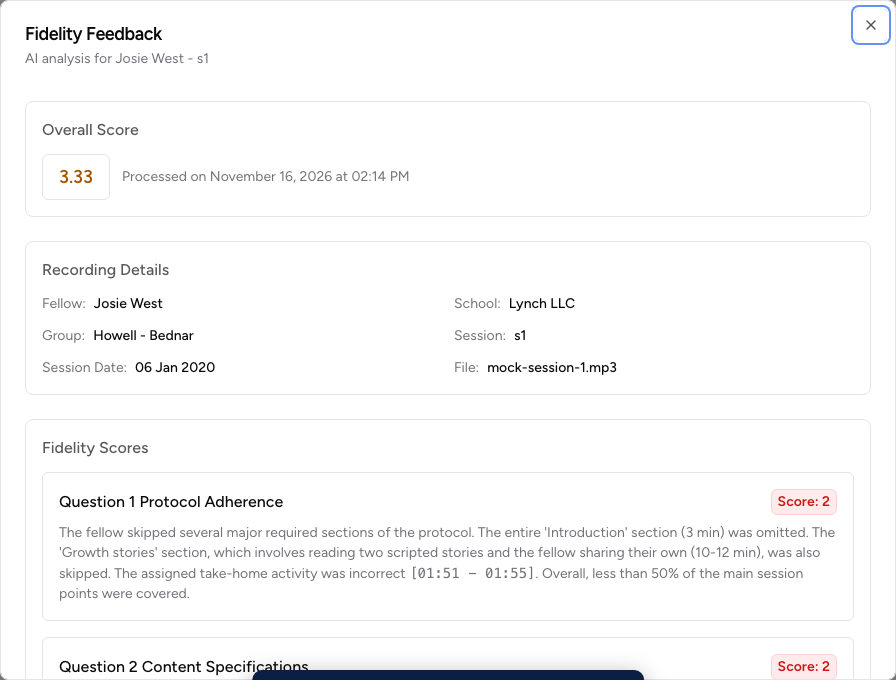 Fidelity Feedback
AI analysis for Josie West - s1
Overall Score
3.33
Processed on November 16, 2026 at 02:14 PM
Recording Details
Fellow: Josie West
School: Lynch LLC
Group: Howell - Bednar
Session: s1
Session Date: 06 Jan 2020
File: mock-session-1.mp3
Fidelity Scores
Question 1 Protocol Adherence
Score: 2
The fellow skipped several major required sections of the protocol. The entire 'Introduction' section (3 min) was omitted. The
'Growth stories' section, which involves reading two scripted stories and the fellow sharing their own (10-12 min), was also
skipped. The assigned take-home activity was incorrect [01:51 – 01:55]. Overall, less than 50% of the main session
points were covered.
Question 2 Content Specifications
Score: 2